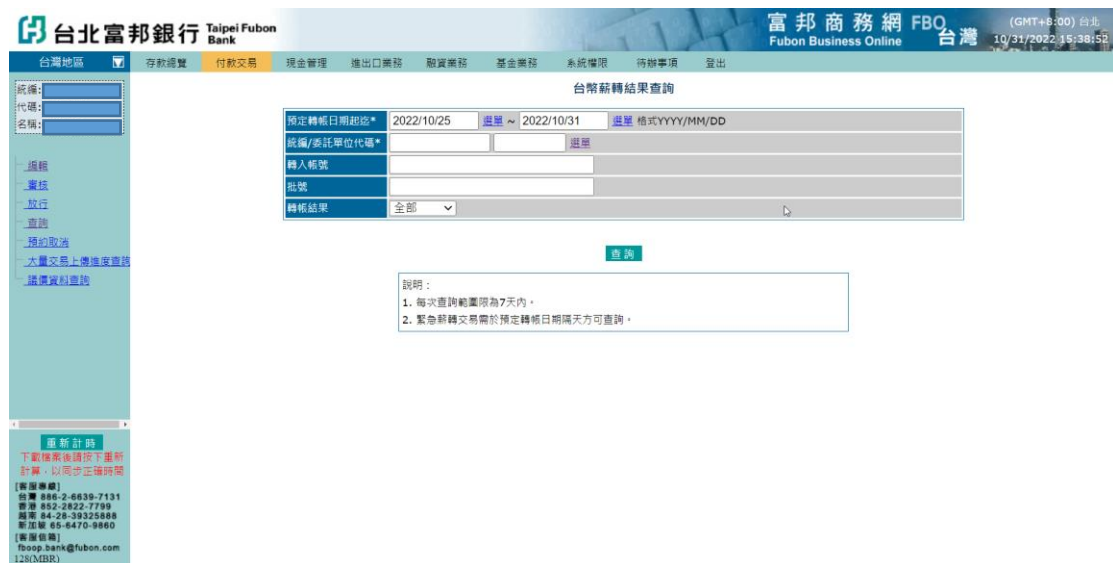 台北富邦銀行 Taipei Fubon Bank
富邦商務網 FBO台灣
Fubon Business Online
(GMT+8:00) 台北
10/31/2022 15:38:52
台灣地區
存款總覽 付款交易 現金管理 進出口業務 融資業務 基金業務 系統權限 待辦事項 登出
統編:
代碼:
名稱:
編輯
審核
放行
查詢
預約取消
大量交易上傳進度查詢
議價資料查詢
台幣薪轉結果查詢
預定轉帳日期起迄* 2022/10/25 選單 ~ 2022/10/31 選單 格式YYYY/MM/DD
統編/委託單位代碼* 選單
轉入帳號
批號
轉帳結果 全部
查詢
說明：
1. 每次查詢範圍限為7天內。
2. 緊急薪轉交易需於預定轉帳日期隔天方可查詢。
重新計時
下載檔案後請按下重新
計算，以同步正確時間
[客服專線]
台灣 886-2-6639-7131
香港 852-2822-7799
越南 84-28-39325888
新加坡 65-6470-9860
[客服信箱]
fboop.bank@fubon.com
128(MBR)